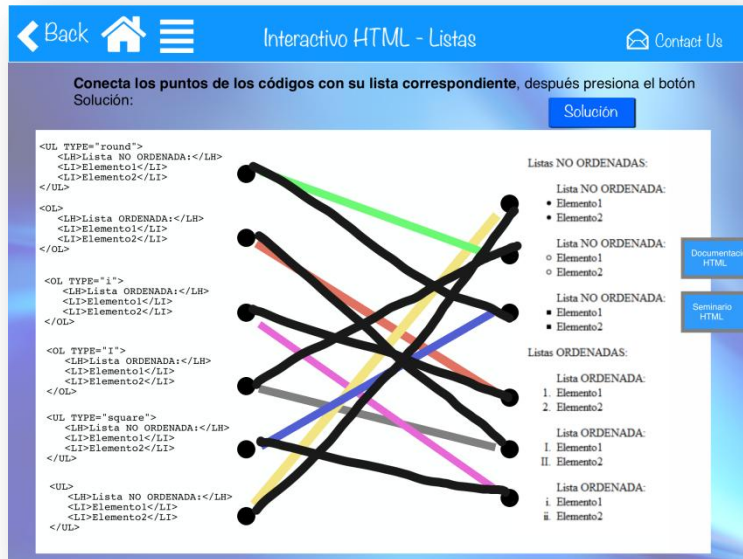 Back
Interactivo HTML - Listas
Contact Us
Conecta los puntos de los códigos con su lista correspondiente, después presiona el botón
Solución:
Solución
<UL TYPE="round">
<LH>Lista NO ORDENADA:</LH>
<LI>Elemento1</LI>
<LI>Elemento2</LI>
</UL>
<OL>
<LH>Lista ORDENADA:</LH>
<LI>Elemento1</LI>
<LI>Elemento2</LI>
</OL>
<OL TYPE="i">
<LH>Lista ORDENADA:</LH>
<LI>Elemento1</LI>
<LI>Elemento2</LI>
</OL>
<OL TYPE="I">
<LH>Lista ORDENADA:</LH>
<LI>Elemento1</LI>
<LI>Elemento2</LI>
</OL>
<UL TYPE="square">
<LH>Lista NO ORDENADA:</LH>
<LI>Elemento1</LI>
<LI>Elemento2</LI>
</UL>
<UL>
<LH>Lista NO ORDENADA:</LH>
<LI>Elemento1</LI>
<LI>Elemento2</LI>
</UL>
Listas NO ORDENADAS:
Lista NO ORDENADA:
• Elemento1
• Elemento2
Lista NO ORDENADA:
○ Elemento1
○ Elemento2
Lista NO ORDENADA:
■ Elemento1
■ Elemento2
Listas ORDENADAS:
Lista ORDENADA:
1. Elemento1
2. Elemento2
Lista ORDENADA:
I. Elemento1
II. Elemento2
Lista ORDENADA:
i. Elemento1
ii. Elemento2
Documentaci
HTML
Seminario
HTML